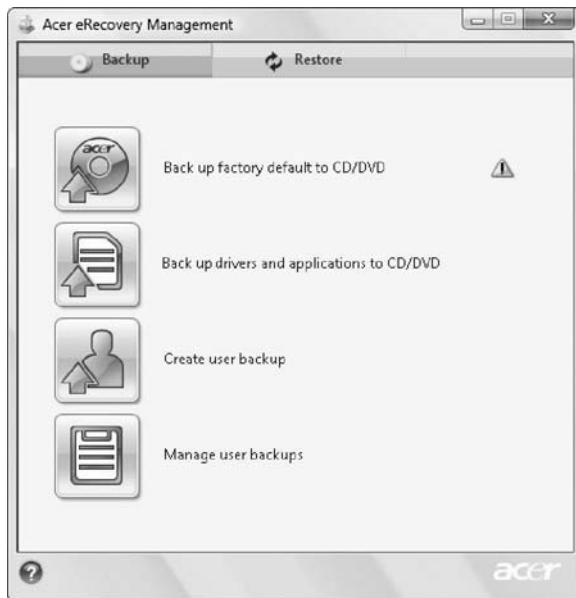 Acer eRecovery Management
Backup
Restore
acer
Back up factory default to CD/DVD
Back up drivers and applications to CD/DVD
Create user backup
Manage user backups
?
acer